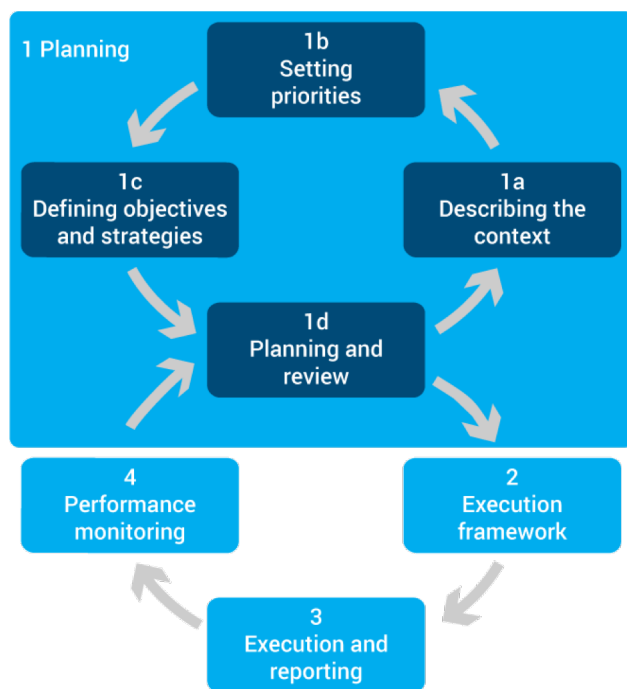 1 Planning
1b
Setting
priorities
1c
Defining objectives
and strategies
1a
Describing the
context
1d
Planning and
review
4
Performance
monitoring
2
Execution
framework
3
Execution and
reporting